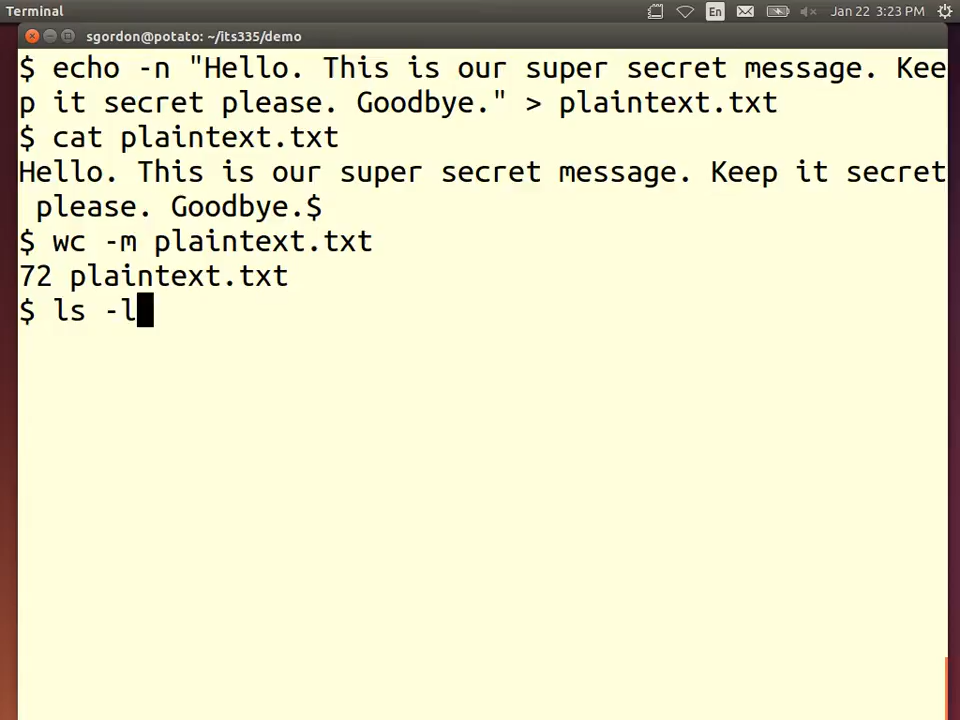 Terminal
En
Jan 22 3:23 PM
sgordon@potato: ~/its335/demo
$ echo -n "Hello. This is our super secret message. Kee
p it secret please. Goodbye." > plaintext.txt
$ cat plaintext.txt
Hello. This is our super secret message. Keep it secret
 please. Goodbye.$
$ wc -m plaintext.txt
72 plaintext.txt
$ ls -l